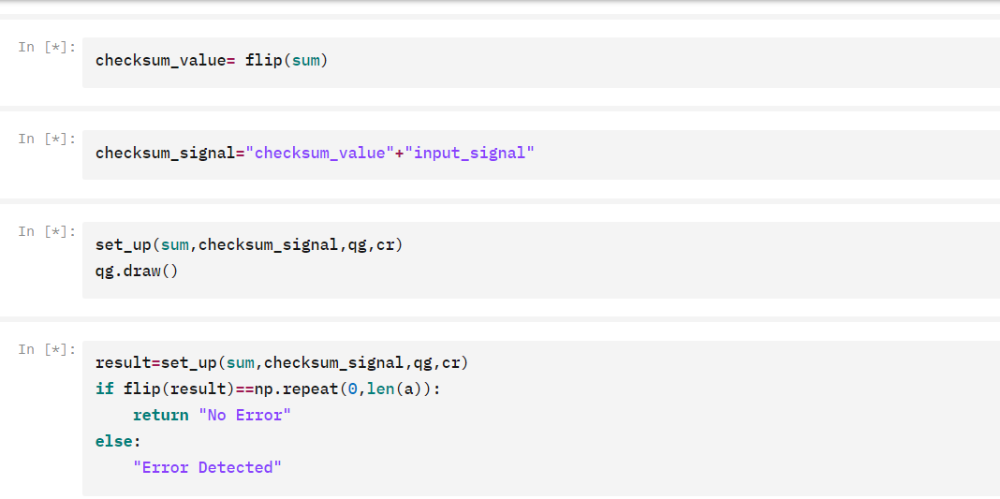 In [*]: checksum_value= flip(sum)
In [*]: checksum_signal="checksum_value"+"input_signal"
In [*]: set_up(sum,checksum_signal,qg,cr)
qg.draw()
In [*]: result=set_up(sum,checksum_signal,qg,cr)
if flip(result)==np.repeat(0,len(a)):
    return "No Error"
else:
    "Error Detected"